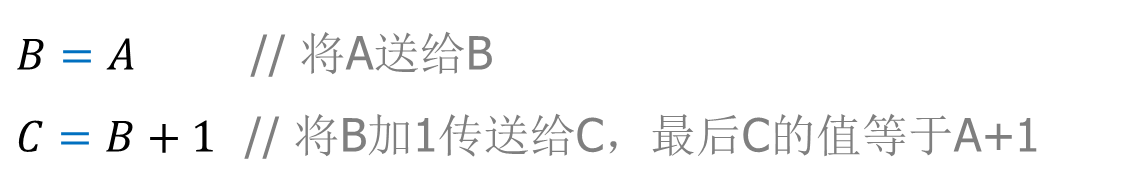 B = A // 将A送给B
C = B + 1 // 将B加1传送给C，最后C的值等于A+1